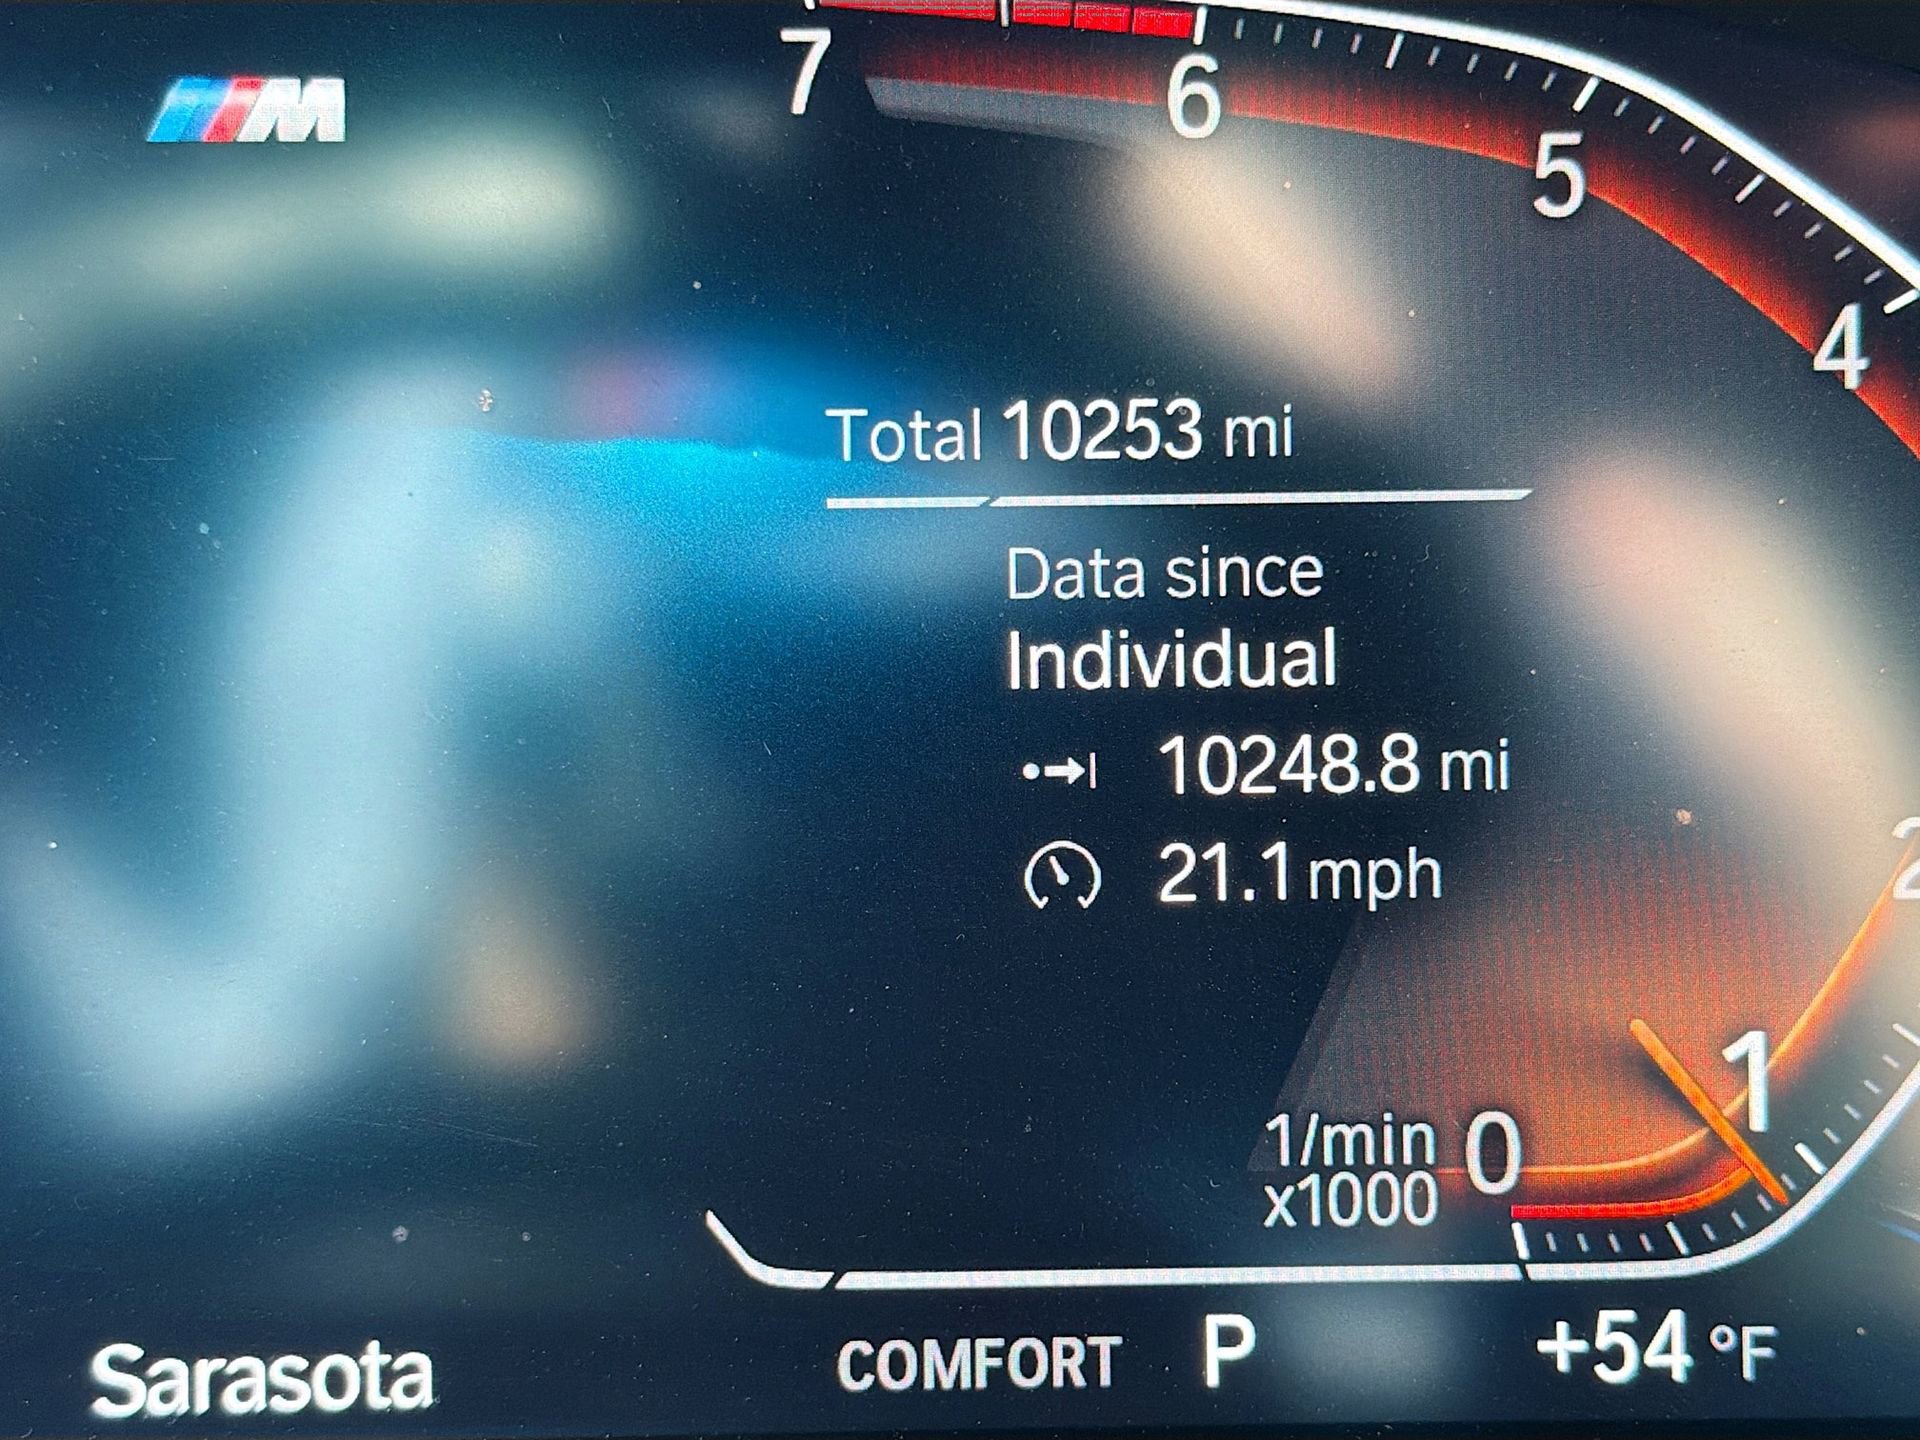 M
7
6
5
4
Total 10253 mi
Data since
Individual
10248.8 mi
21.1 mph
2
1
1/min 0
x1000
Sarasota COMFORT P +54 °F